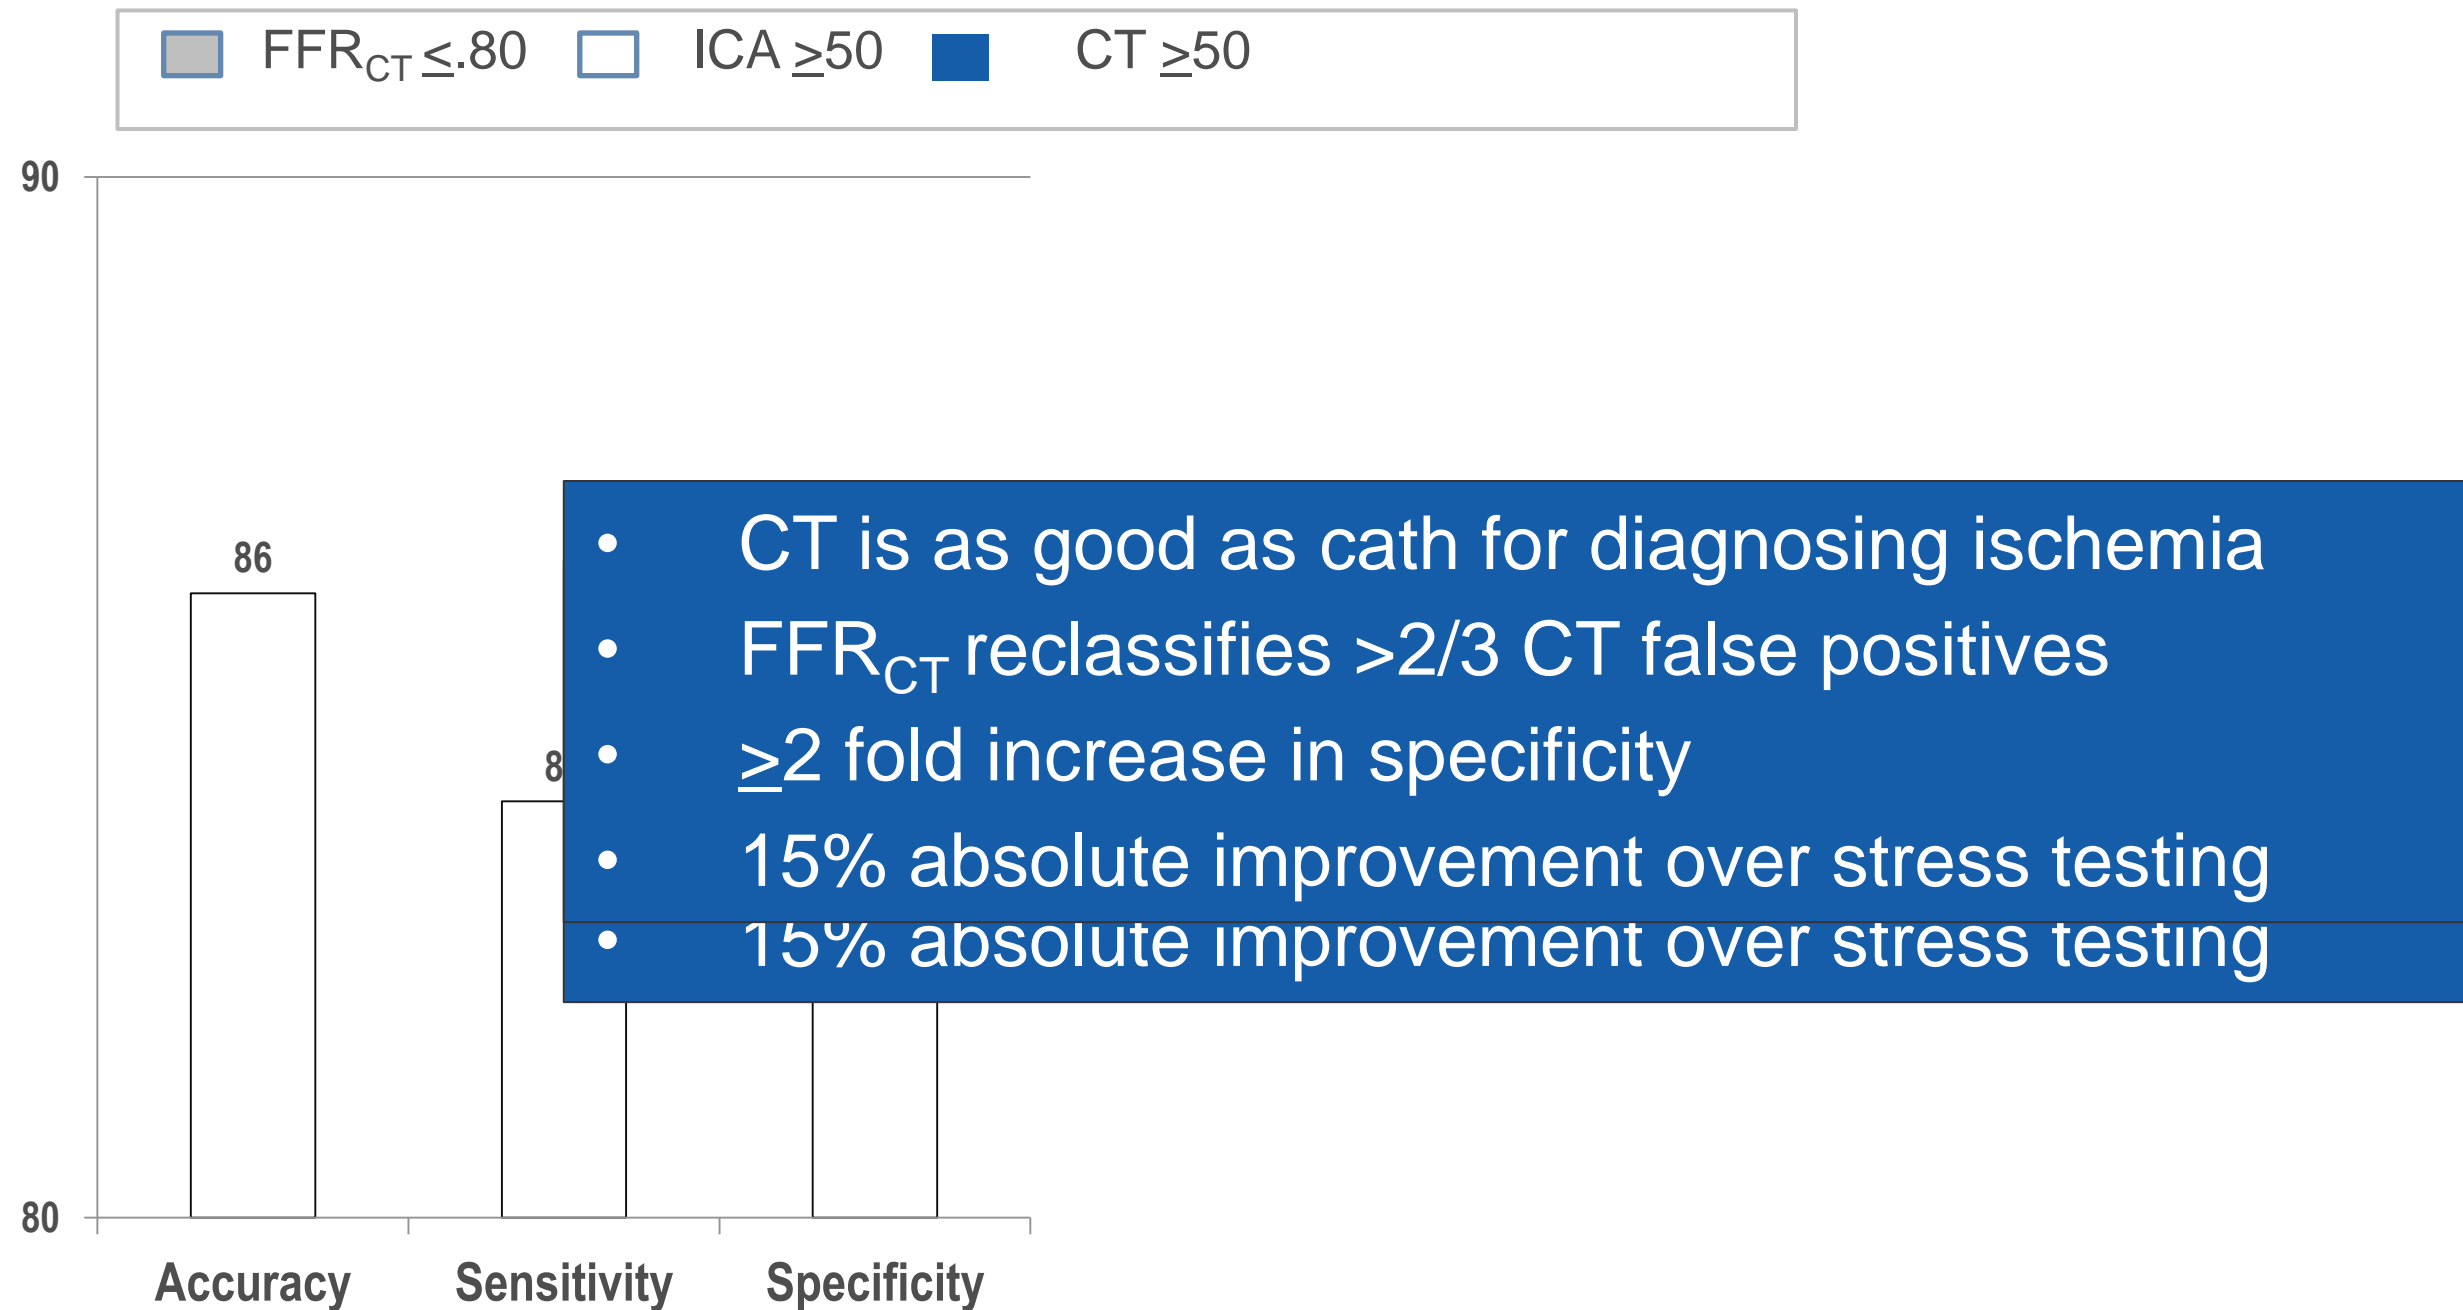 FFRCT ≤.80 ICA ≥50 CT ≥50
90
86
• CT is as good as cath for diagnosing ischemia
• FFRCT reclassifies >2/3 CT false positives
8
• ≥2 fold increase in specificity
• 15% absolute improvement over stress testing
• 15% absolute improvement over stress testing
80
Accuracy Sensitivity Specificity